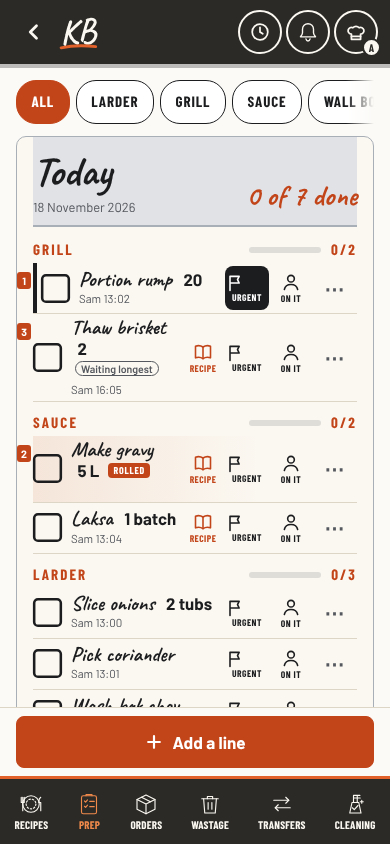 KB
A
ALL LARDER GRILL SAUCE WALL
Today
0 of 7 done
18 November 2026
GRILL 0/2
1
Portion rump 20
Sam 13:02
URGENT ON IT ...
3
Thaw brisket
2
Waiting longest
Sam 16:05
RECIPE URGENT ON IT ...
SAUCE 0/2
2
Make gravy
5 L ROLLED
RECIPE URGENT ON IT ...
Laksa 1 batch
Sam 13:04
RECIPE URGENT ON IT ...
LARDER 0/3
Slice onions 2 tubs
Sam 13:00
URGENT ON IT ...
Pick coriander
Sam 13:01
URGENT ON IT ...
Wash bok choy
+ Add a line
RECIPES PREP ORDERS WASTAGE TRANSFERS CLEANING